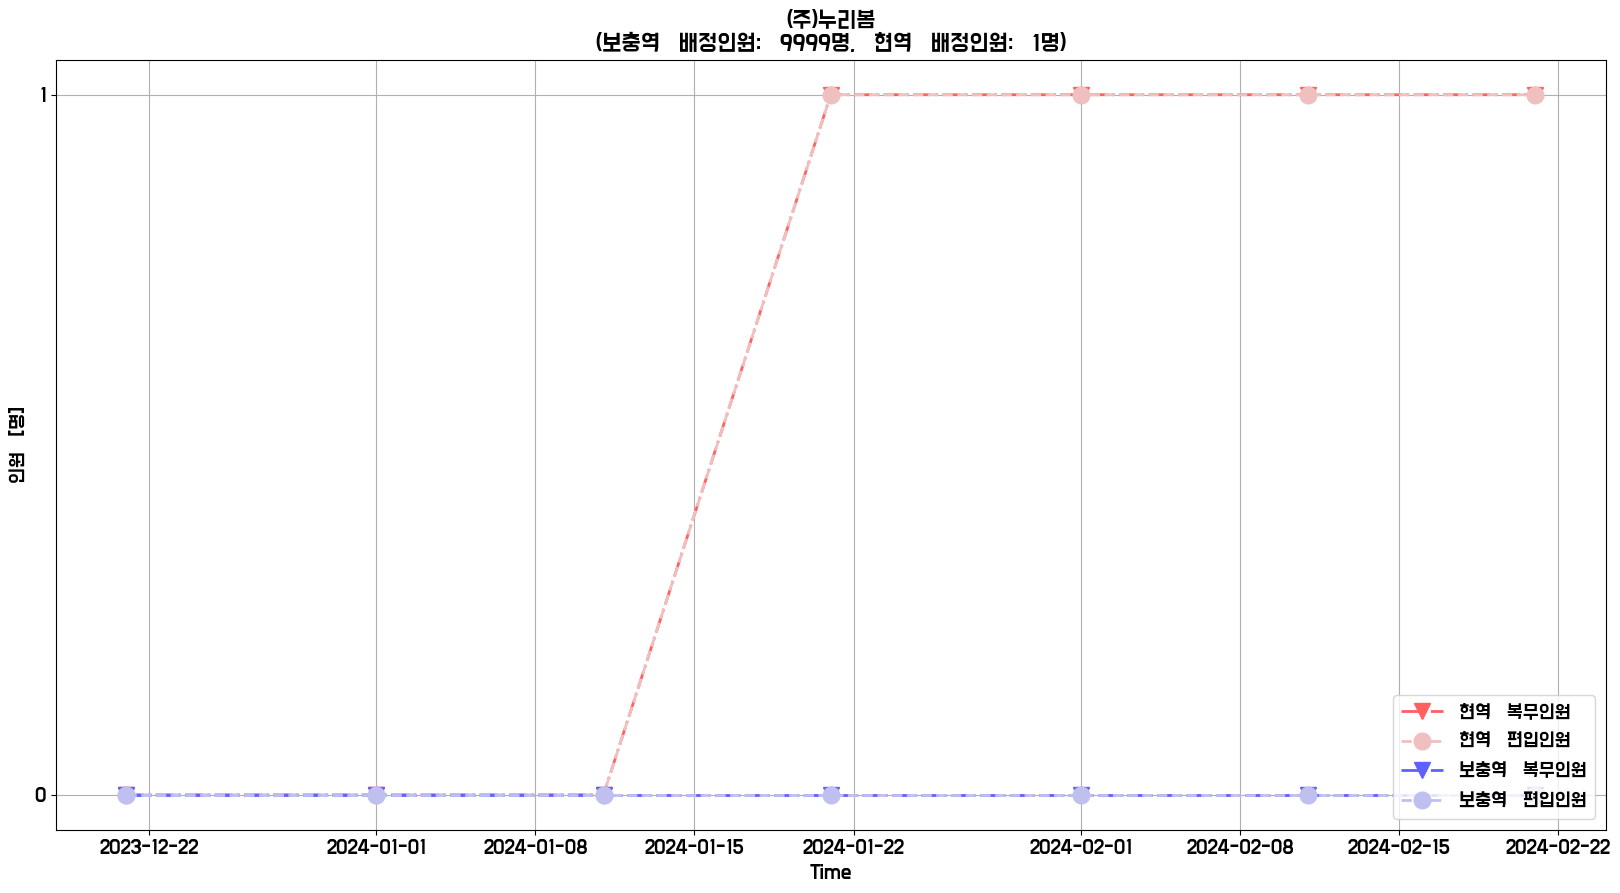 (주)누리봄
(보충역 배정인원: 9999명, 현역 배정인원: 1명)
인원 [명]
1
0
현역 복무인원
현역 편입인원
보충역 복무인원
보충역 편입인원
2023-12-22 2024-01-01 2024-01-08 2024-01-15 2024-01-22 2024-02-01 2024-02-08 2024-02-15 2024-02-22
Time